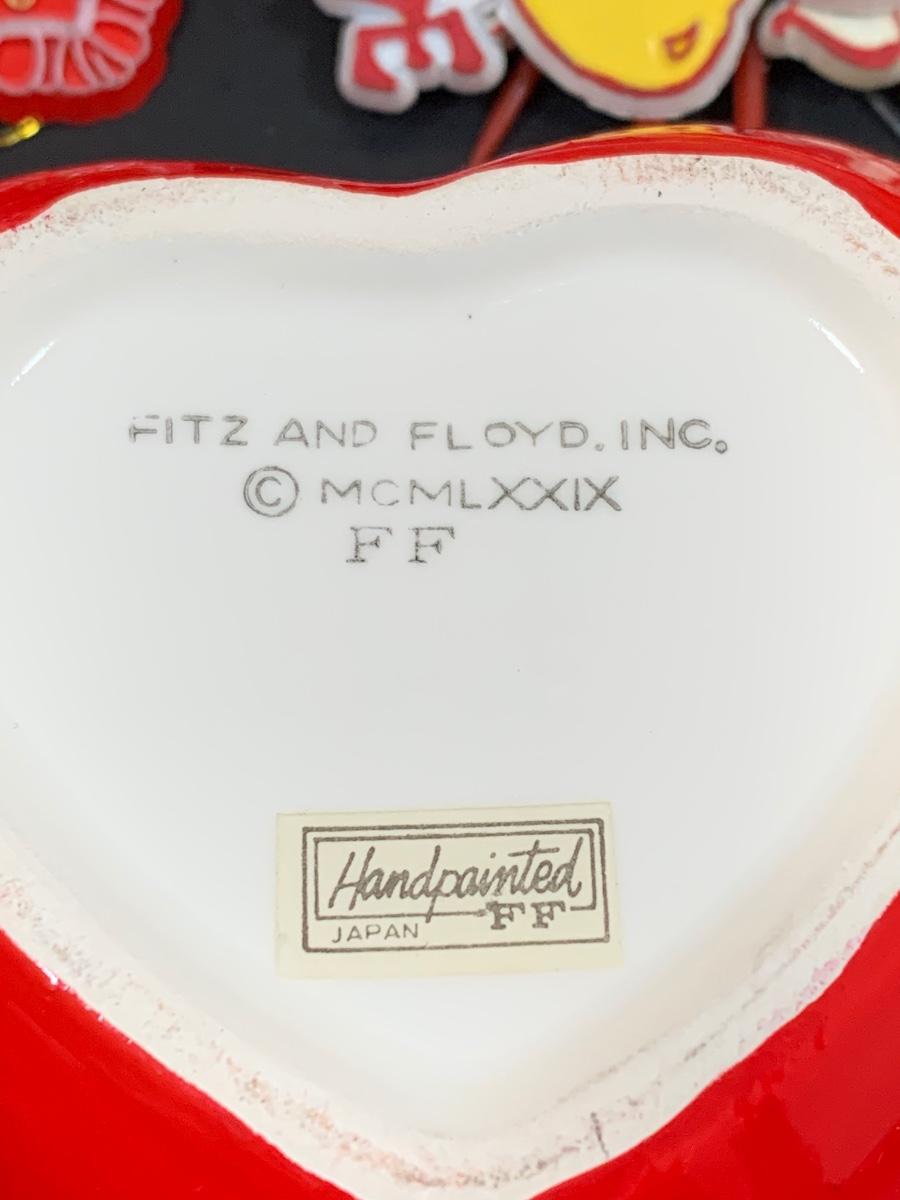 FITZ AND FLOYD, INC.
© MCMLXXIX
FF
Handpainted
FF
JAPAN